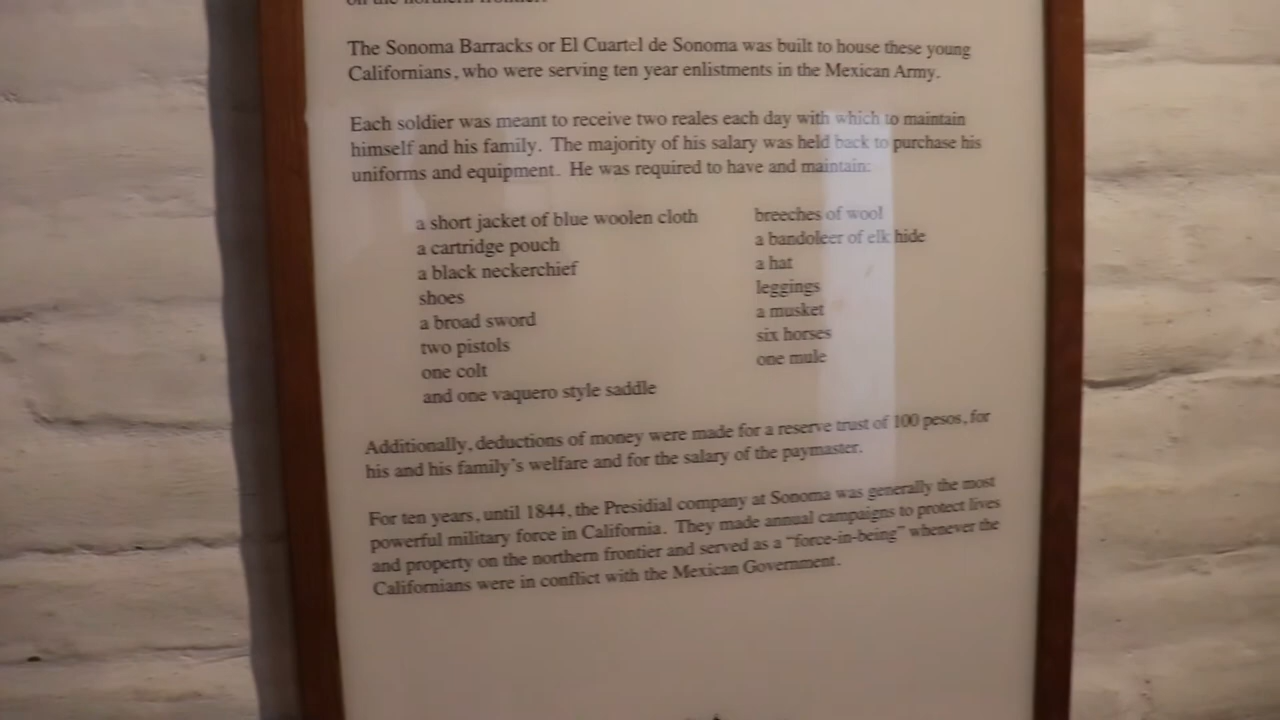 on the northern frontier.
The Sonoma Barracks or El Cuartel de Sonoma was built to house these young
Californians, who were serving ten year enlistments in the Mexican Army.
Each soldier was meant to receive two reales each day with which to maintain
himself and his family. The majority of his salary was held back to purchase his
uniforms and equipment. He was required to have and maintain:
a short jacket of blue woolen cloth
a cartridge pouch
a black neckerchief
shoes
a broad sword
two pistols
one colt
and one vaquero style saddle
breeches of wool
a bandoleer of elk hide
a hat
leggings
a musket
six horses
one mule
Additionally, deductions of money were made for a reserve trust of 100 pesos, for
his and his family's welfare and for the salary of the paymaster.
For ten years, until 1844, the Presidial company at Sonoma was generally the most
powerful military force in California. They made annual campaigns to protect lives
and property on the northern frontier and served as a "force-in-being" whenever the
Californians were in conflict with the Mexican Government.